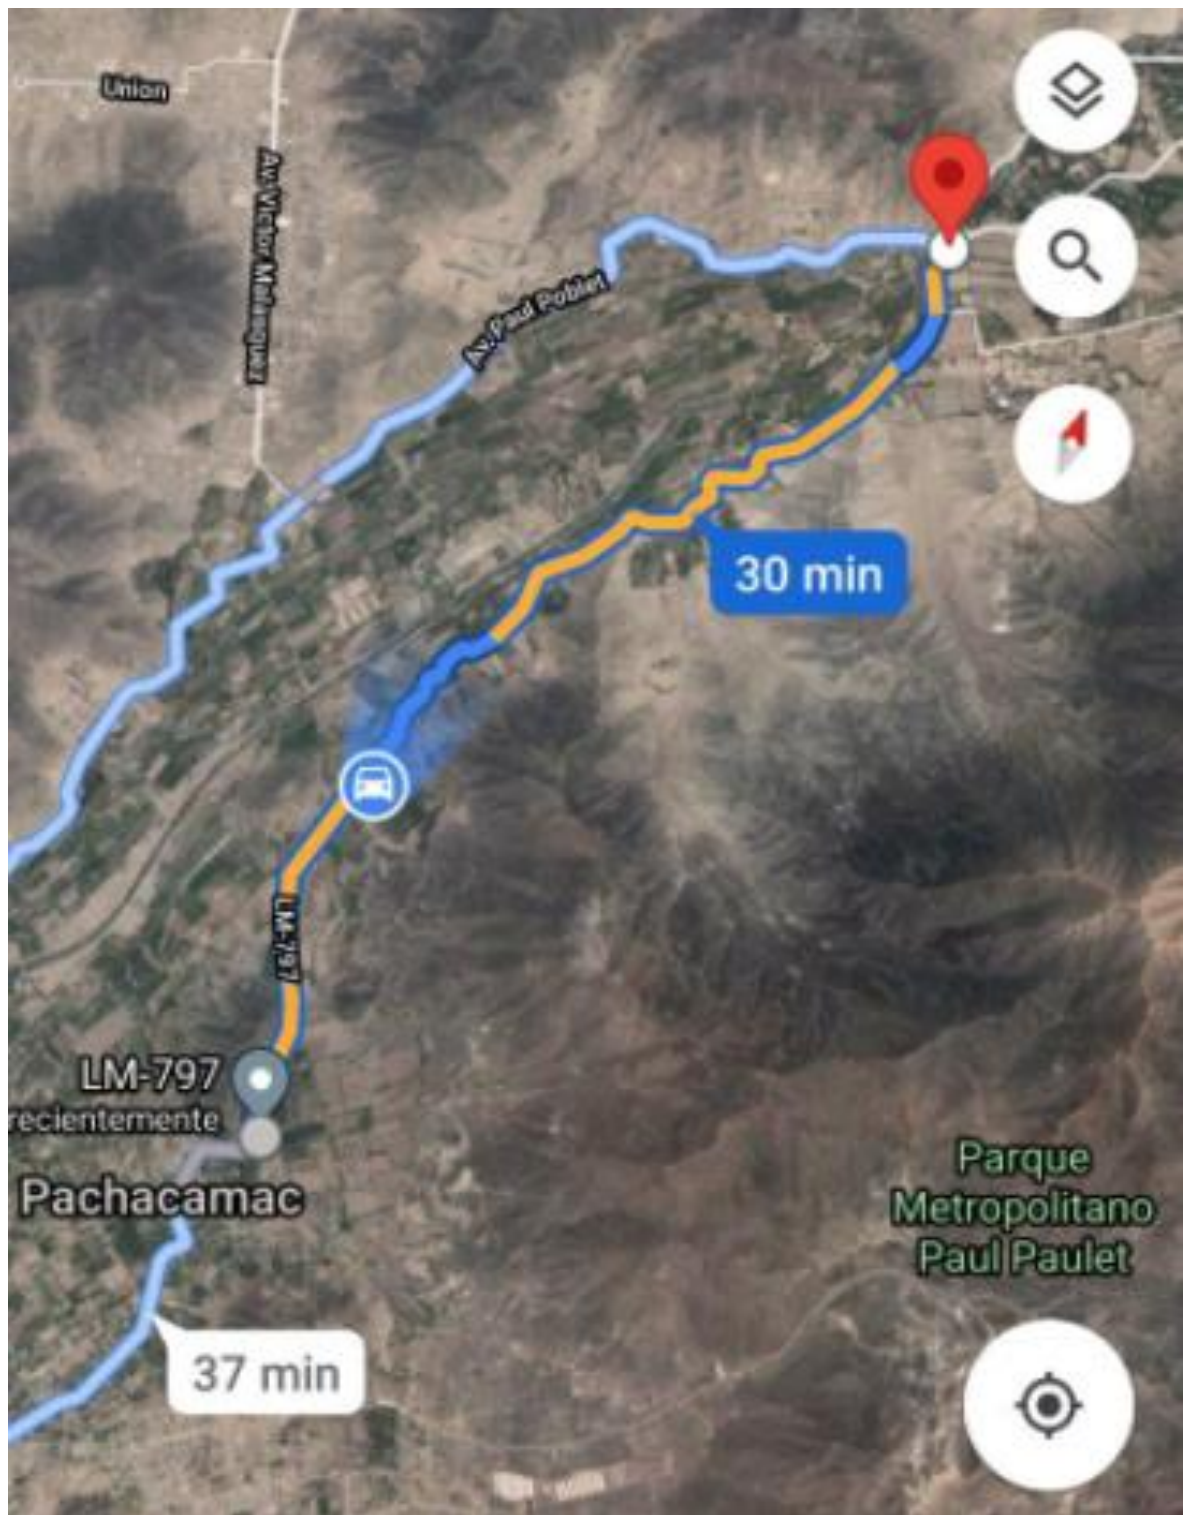 Union
Av. Victor Malasquez
Av. Paul Poblet
30 min
LM-797
LM-797
recientemente
Pachacamac
Parque
Metropolitano
Paul Paulet
37 min